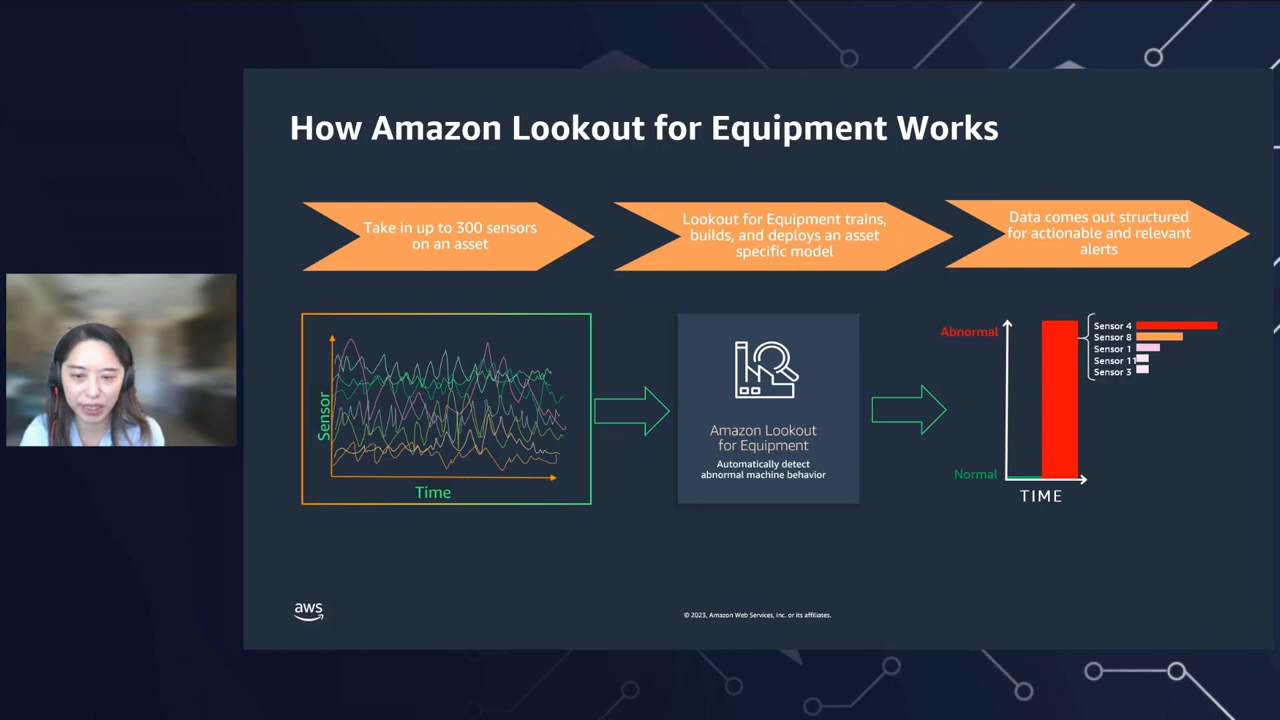 How Amazon Lookout for Equipment Works
Take in up to 300 sensors
on an asset
Lookout for Equipment trains,
builds, and deploys an asset
specific model
Data comes out structured
for actionable and relevant
alerts
Sensor
Time
Amazon Lookout
for Equipment
Automatically detect
abnormal machine behavior
Abnormal
Normal
TIME
Sensor 4
Sensor 8
Sensor 1
Sensor 11
Sensor 3
aws
© 2023, Amazon Web Services, Inc. or its affiliates.